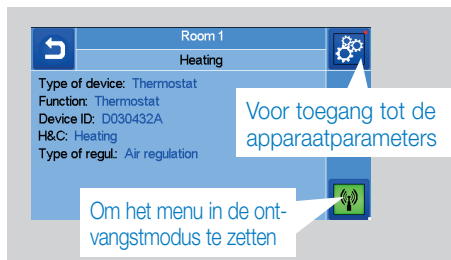 Room 1
Heating
Type of device: Thermostat
Function: Thermostat
Device ID: D030432A
H&C: Heating
Type of regul.: Air regulation
Voor toegang tot de
apparaatparameters
Om het menu in de ont-
vangstmodus te zetten